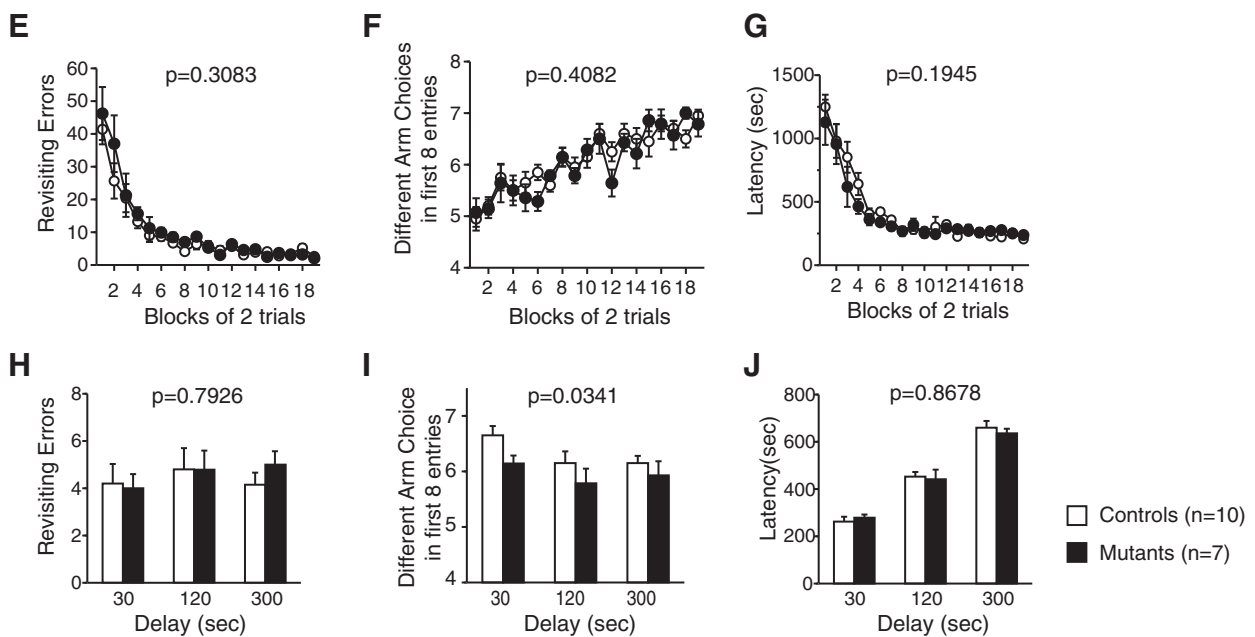 E
p=0.3083
Revisiting Errors
60
50
40
30
20
10
0
2 4 6 8 10 12 14 16 18
Blocks of 2 trials
F
p=0.4082
Different Arm Choices
in first 8 entries
8
7
6
5
4
2 4 6 8 10 12 14 16 18
Blocks of 2 trials
G
p=0.1945
Latency (sec)
1500
1000
500
0
2 4 6 8 10 12 14 16 18
Blocks of 2 trials
H
p=0.7926
Revisiting Errors
8
6
4
2
0
30 120 300
Delay (sec)
I
p=0.0341
Different Arm Choice
in first 8 entries
7
6
5
4
30 120 300
Delay (sec)
J
p=0.8678
Latency(sec)
800
600
400
200
0
30 120 300
Delay (sec)
Controls (n=10)
Mutants (n=7)